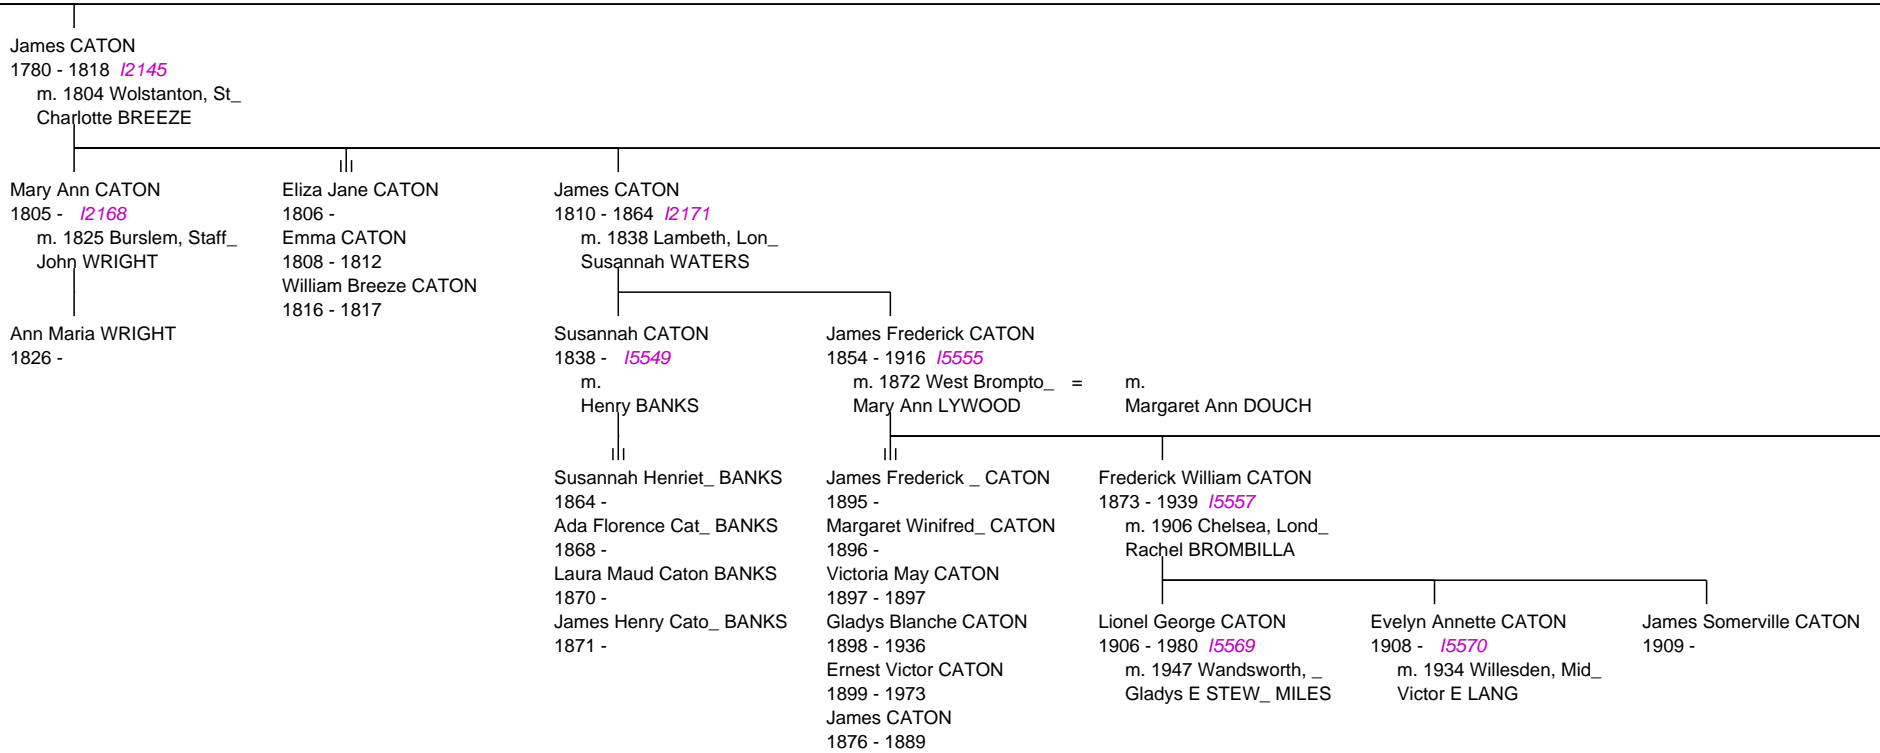 James CATON
1780 - 1818 I2145
m. 1804 Wolstanton, St_
Charlotte BREEZE
Mary Ann CATON
1805 - I2168
m. 1825 Burslem, Staff_
John WRIGHT
Ann Maria WRIGHT
1826 -
Eliza Jane CATON
1806 -
Emma CATON
1808 - 1812
William Breeze CATON
1816 - 1817
James CATON
1810 - 1864 I2171
m. 1838 Lambeth, Lon_
Susannah WATERS
Susannah CATON
1838 - I5549
m.
Henry BANKS
Susannah Henriet_ BANKS
1864 -
Ada Florence Cat_ BANKS
1868 -
Laura Maud Caton BANKS
1870 -
James Henry Cato_ BANKS
1871 -
James Frederick CATON
1854 - 1916 I5555
m. 1872 West Brompto_ =
Mary Ann LYWOOD
m.
Margaret Ann DOUCH
James Frederick _ CATON
1895 -
Margaret Winifred_ CATON
1896 -
Victoria May CATON
1897 - 1897
Gladys Blanche CATON
1898 - 1936
Ernest Victor CATON
1899 - 1973
James CATON
1876 - 1889
Frederick William CATON
1873 - 1939 I5557
m. 1906 Chelsea, Lond_
Rachel BROMBILLA
Lionel George CATON
1906 - 1980 I5569
m. 1947 Wandsworth, _
Gladys E STEW_ MILES
Evelyn Annette CATON
1908 - I5570
m. 1934 Willesden, Mid_
Victor E LANG
James Somerville CATON
1909 -